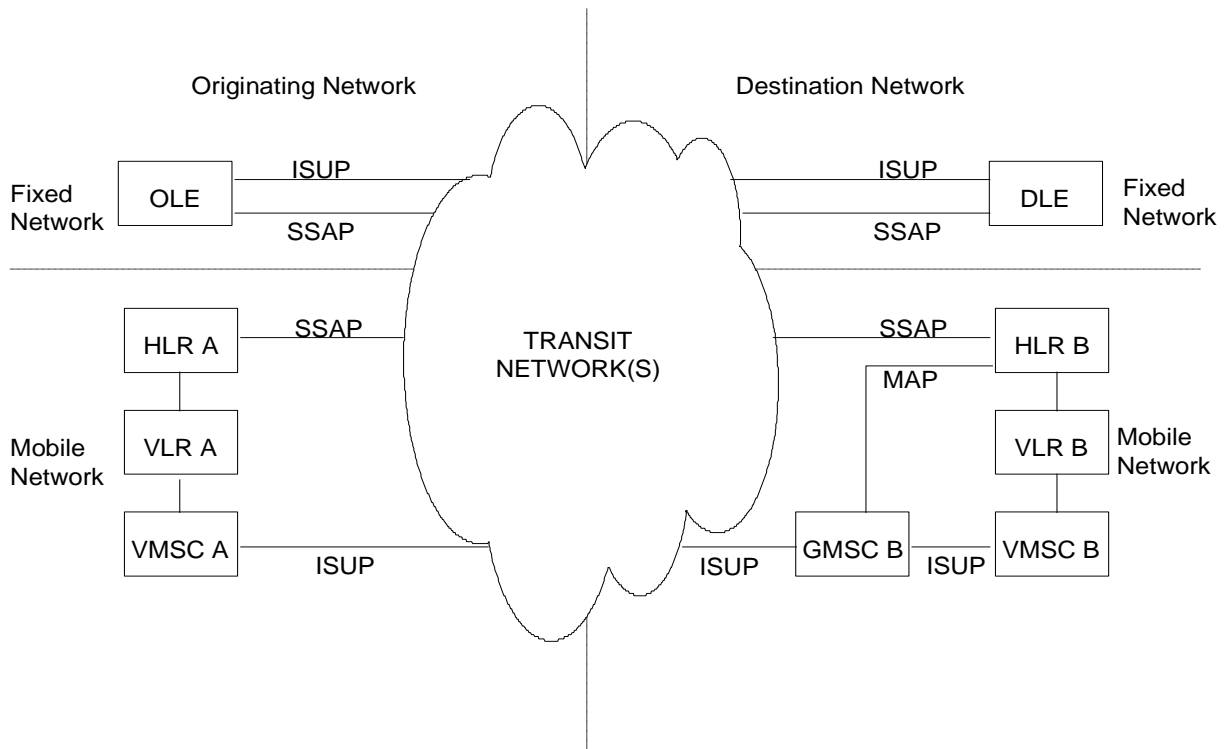 Originating Network
Destination Network
ISUP
ISUP
Fixed
Network
OLE
DLE
Fixed
Network
SSAP
SSAP
HLR A
SSAP
TRANSIT
NETWORK(S)
SSAP
HLR B
MAP
Mobile
Network
VLR A
VLR B
Mobile
Network
VMSC A
ISUP
ISUP
GMSC B
ISUP
VMSC B